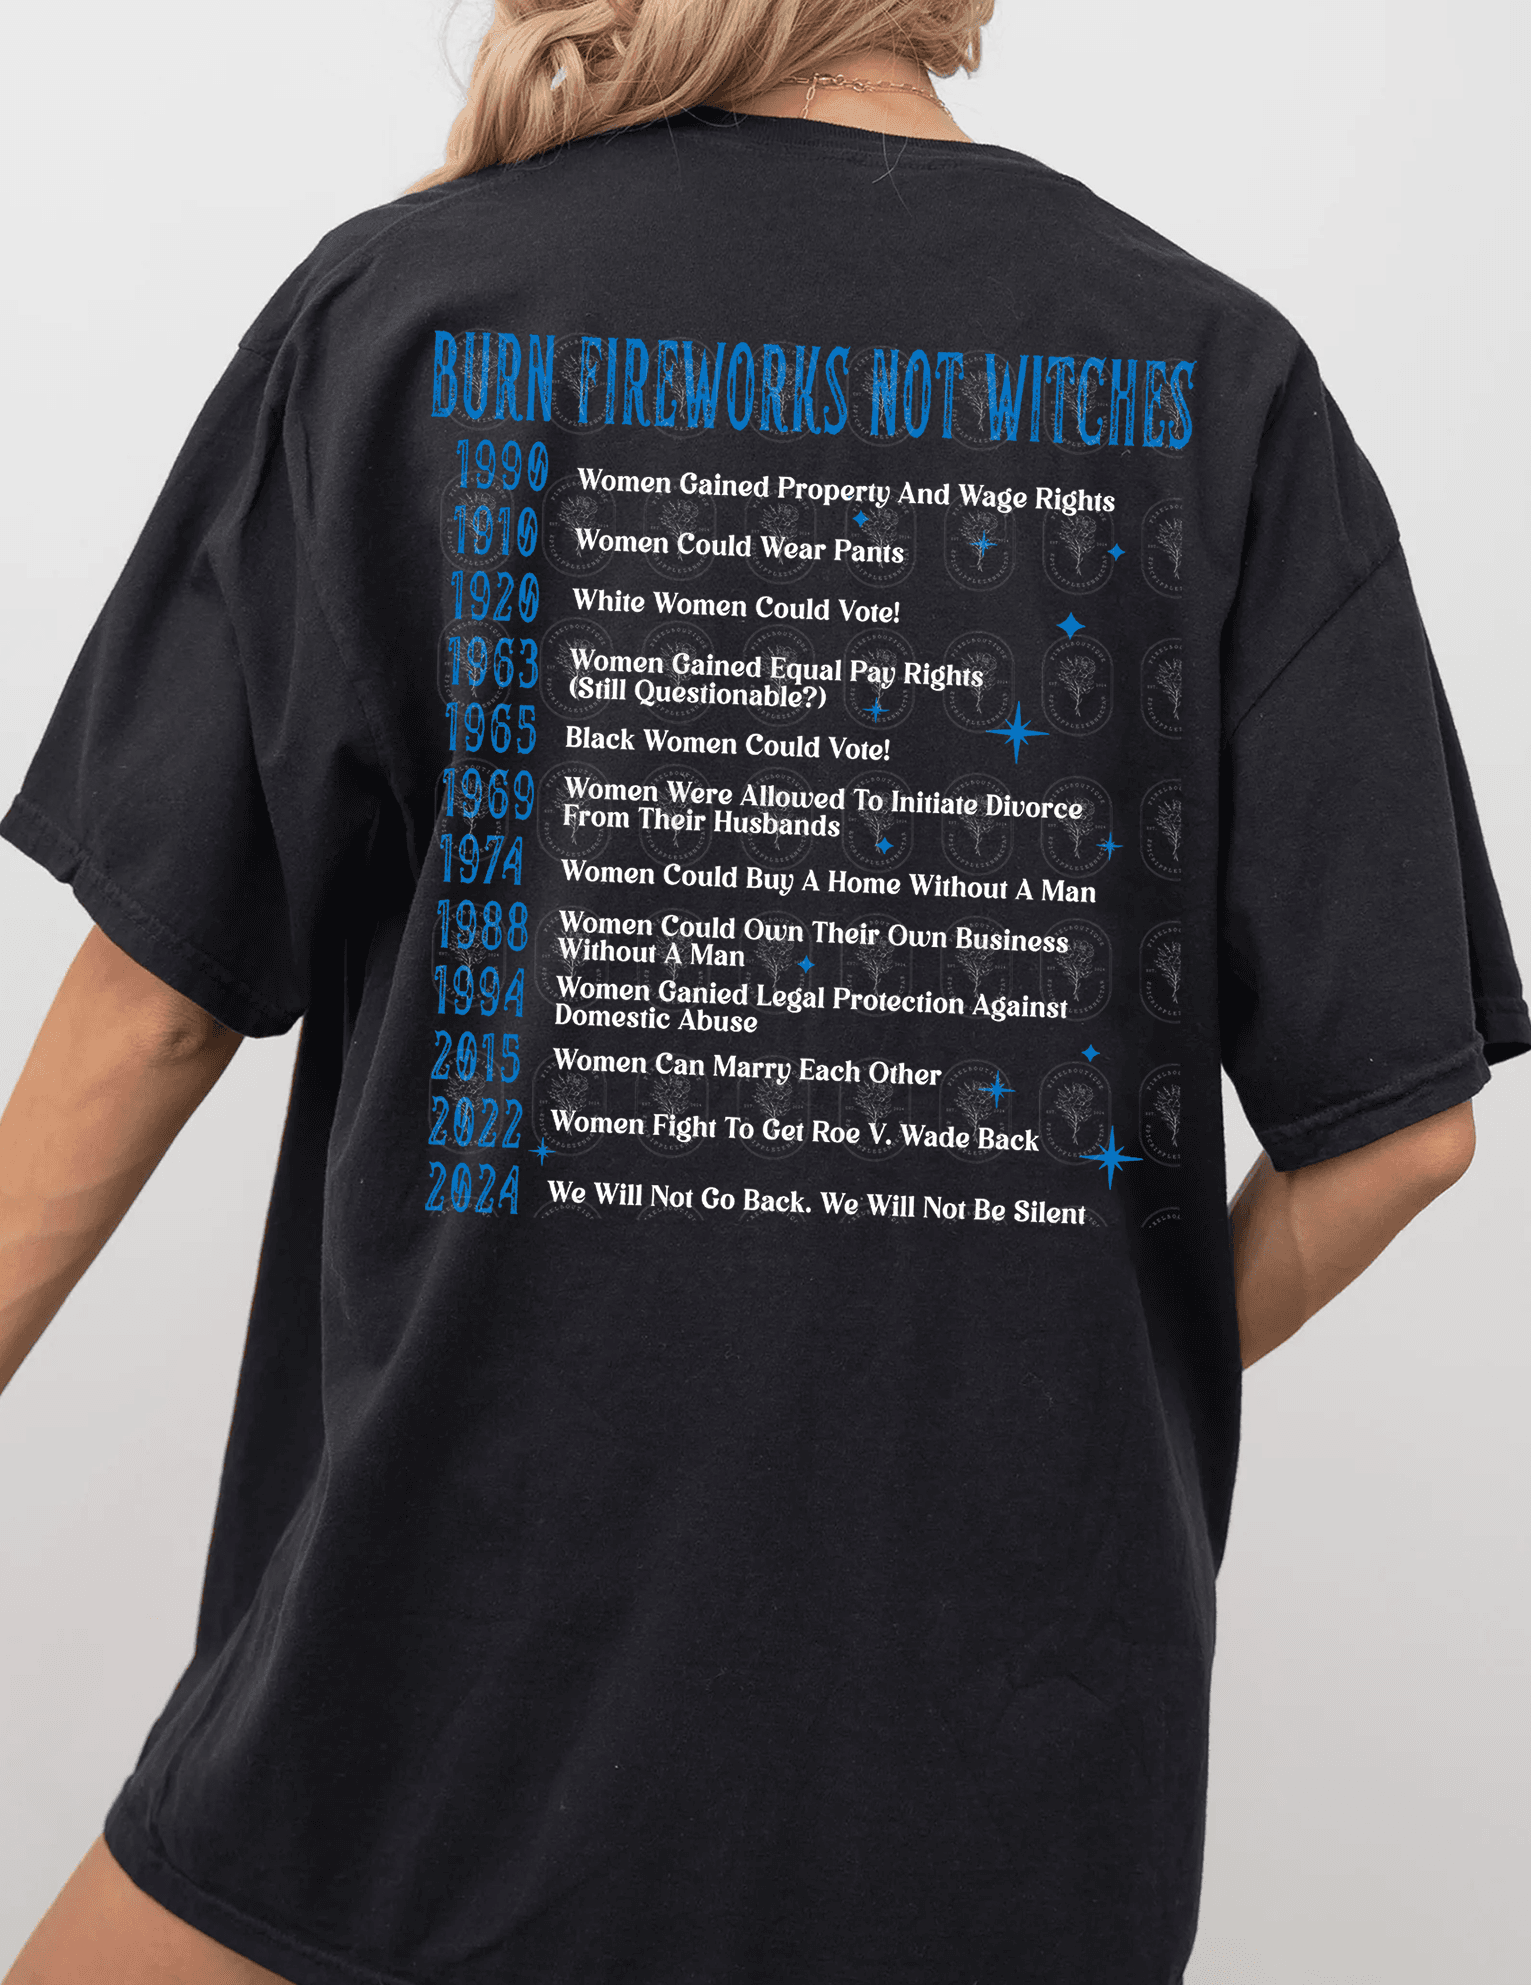 BURN FIREWORKS NOT WITCHES
1990 Women Gained Property And Wage Rights
1910 Women Could Wear Pants
1920 White Women Could Vote!
1963 Women Gained Equal Pay Rights
(Still Questionable?)
1965 Black Women Could Vote!
1969 Women Were Allowed To Initiate Divorce
From Their Husbands
1974 Women Could Buy A Home Without A Man
1988 Women Could Own Their Own Business
Without A Man
1994 Women Ganied Legal Protection Against
Domestic Abuse
2015 Women Can Marry Each Other
2022 Women Fight To Get Roe V. Wade Back
2024 We Will Not Go Back. We Will Not Be Silent